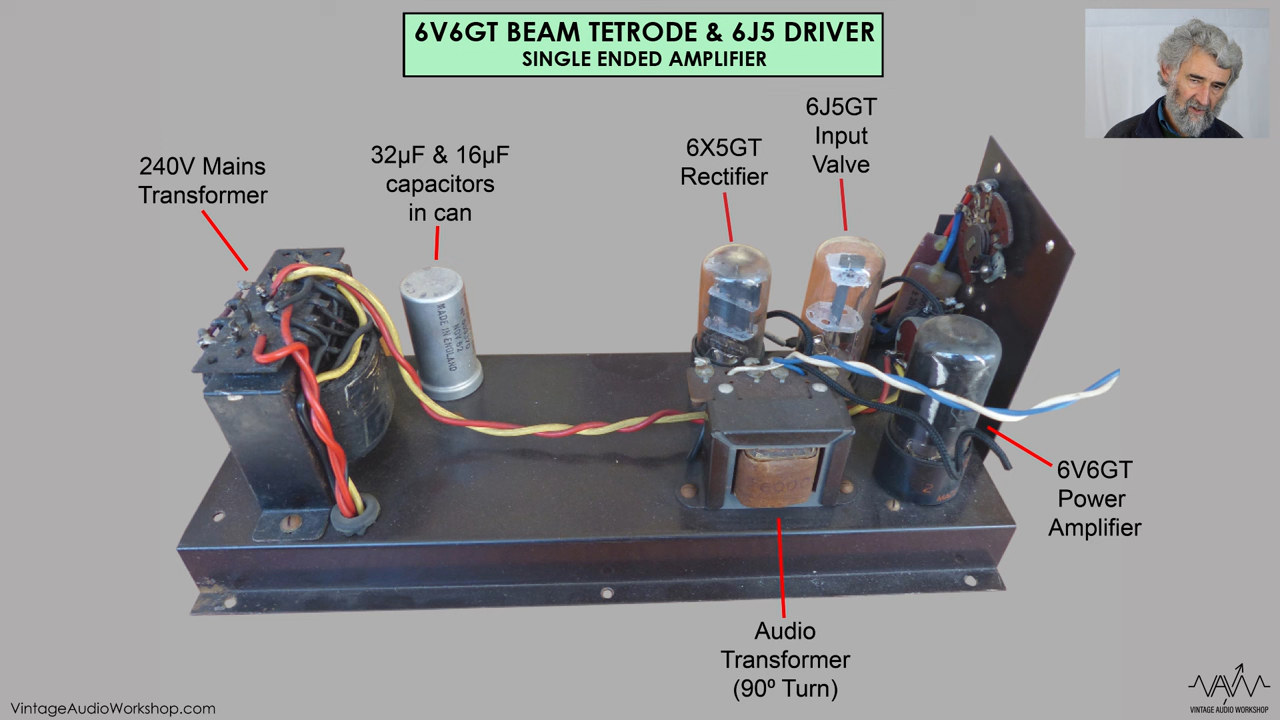 6V6GT BEAM TETRODE & 6J5 DRIVER
SINGLE ENDED AMPLIFIER
6J5GT
Input
Valve
6X5GT
Rectifier
32µF & 16µF
capacitors
in can
240V Mains
Transformer
MADE IN ENGLAND
6V6GT
Power
Amplifier
Audio
Transformer
(90º Turn)
VintageAudioWorkshop.com
VINTAGE AUDIO WORKSHOP